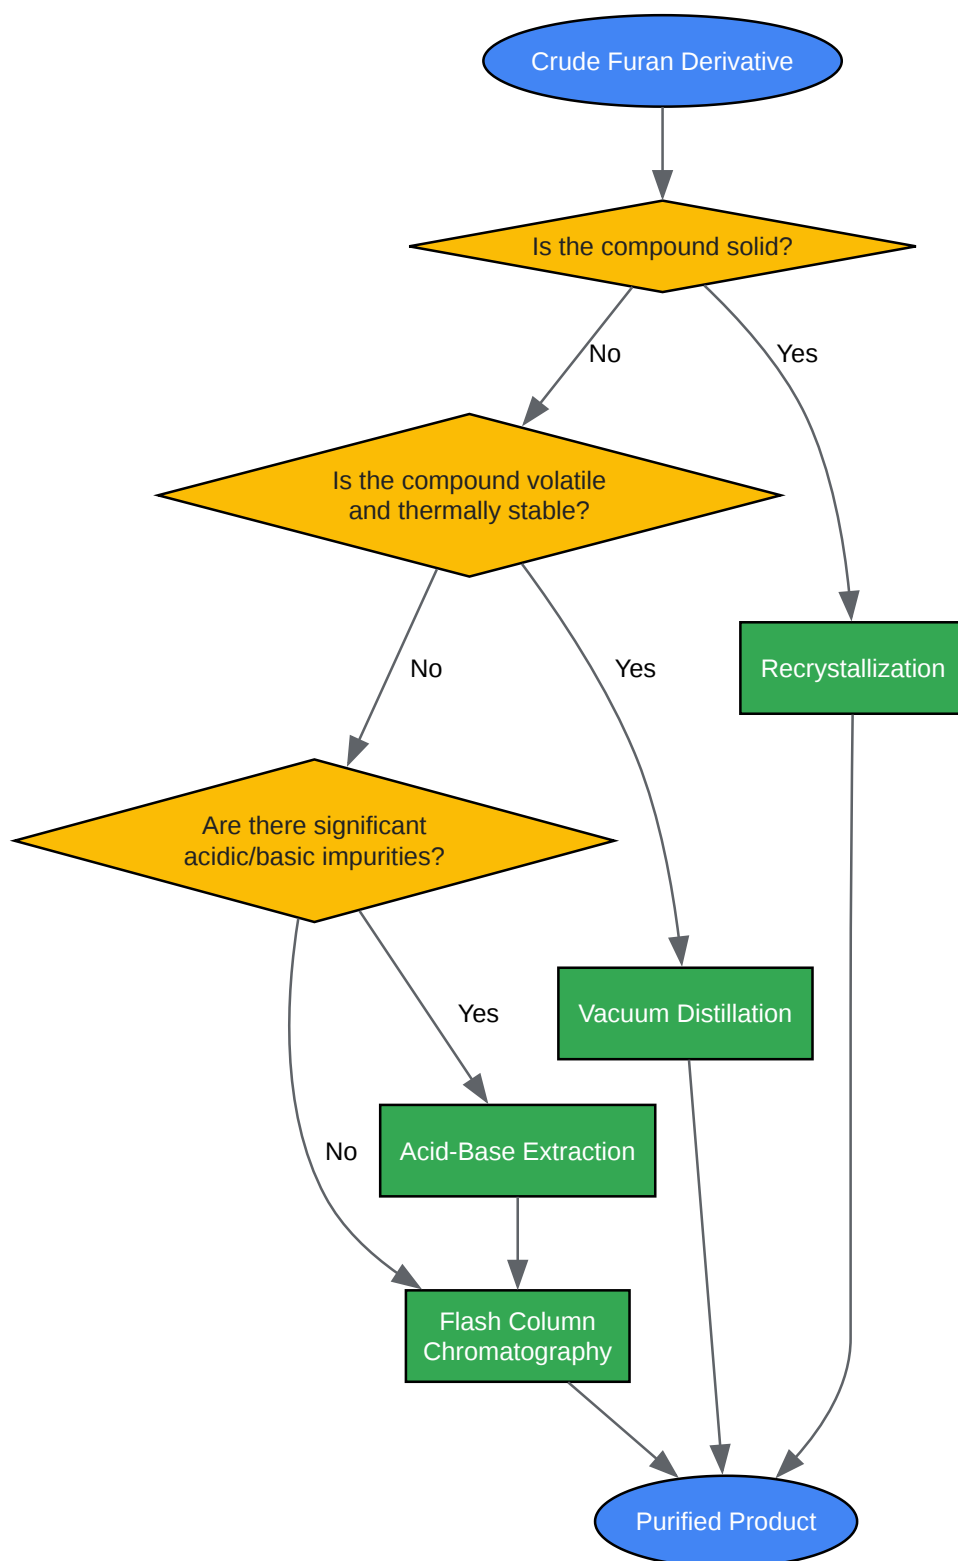 Crude Furan Derivative
Is the compound solid?
No
Yes
Is the compound volatile
and thermally stable?
No
Yes
Recrystallization
Are there significant
acidic/basic impurities?
Yes
Vacuum Distillation
No
Acid-Base Extraction
Flash Column
Chromatography
Purified Product